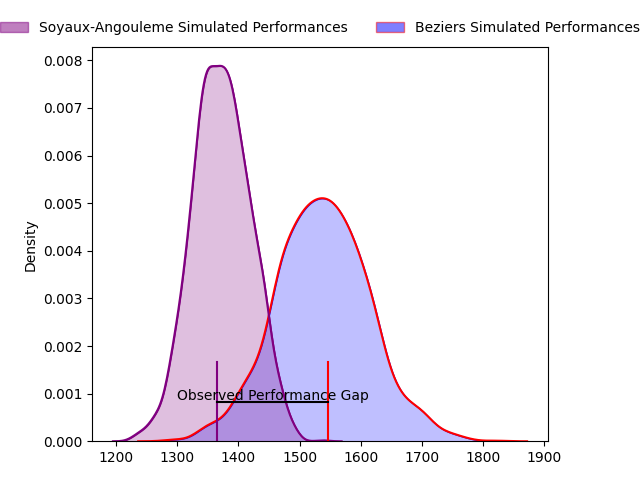 Soyaux-Angouleme Simulated Performances Beziers Simulated Performances
0.008
0.007
0.006
0.005
0.004
0.003
0.002
0.001
0.000
Density
Observed Performance Gap
1200 1300 1400 1500 1600 1700 1800 1900